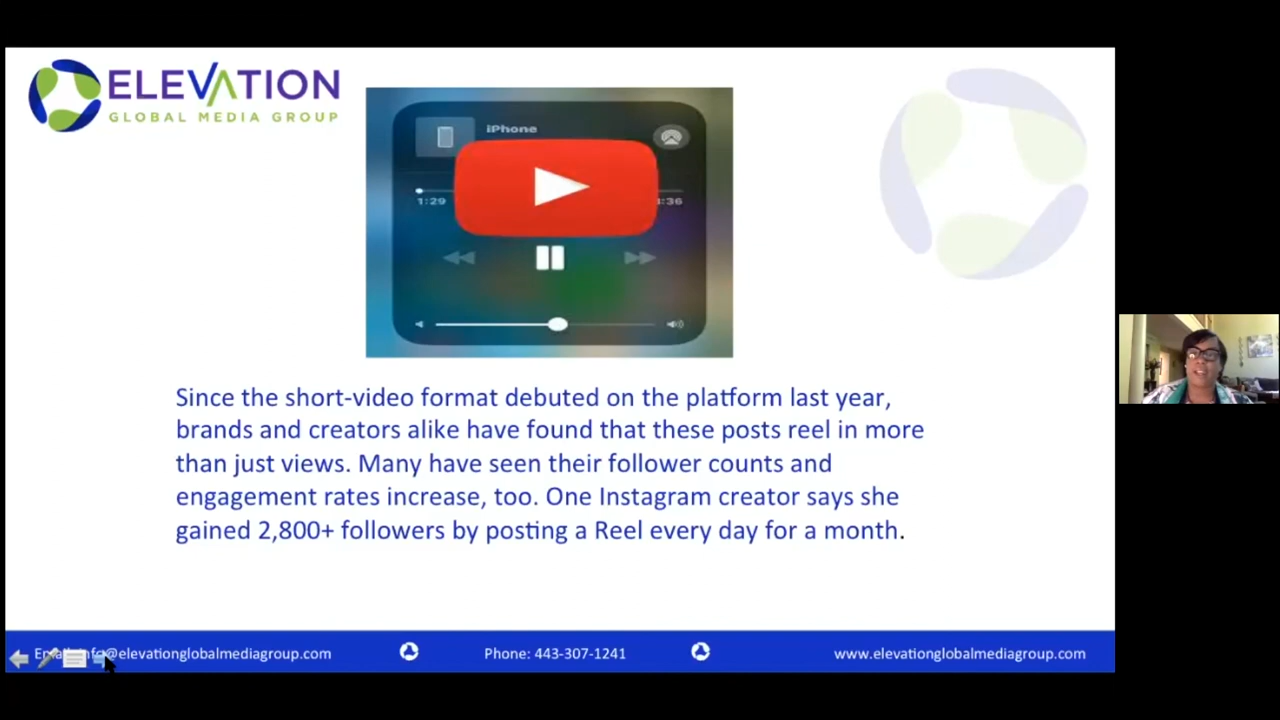 ELEVATION
GLOBAL MEDIA GROUP
iPhone
1:29
:36
Since the short-video format debuted on the platform last year,
brands and creators alike have found that these posts reel in more
than just views. Many have seen their follower counts and
engagement rates increase, too. One Instagram creator says she
gained 2,800+ followers by posting a Reel every day for a month.
Email: info@elevationglobalmediagroup.com
Phone: 443-307-1241
www.elevationglobalmediagroup.com